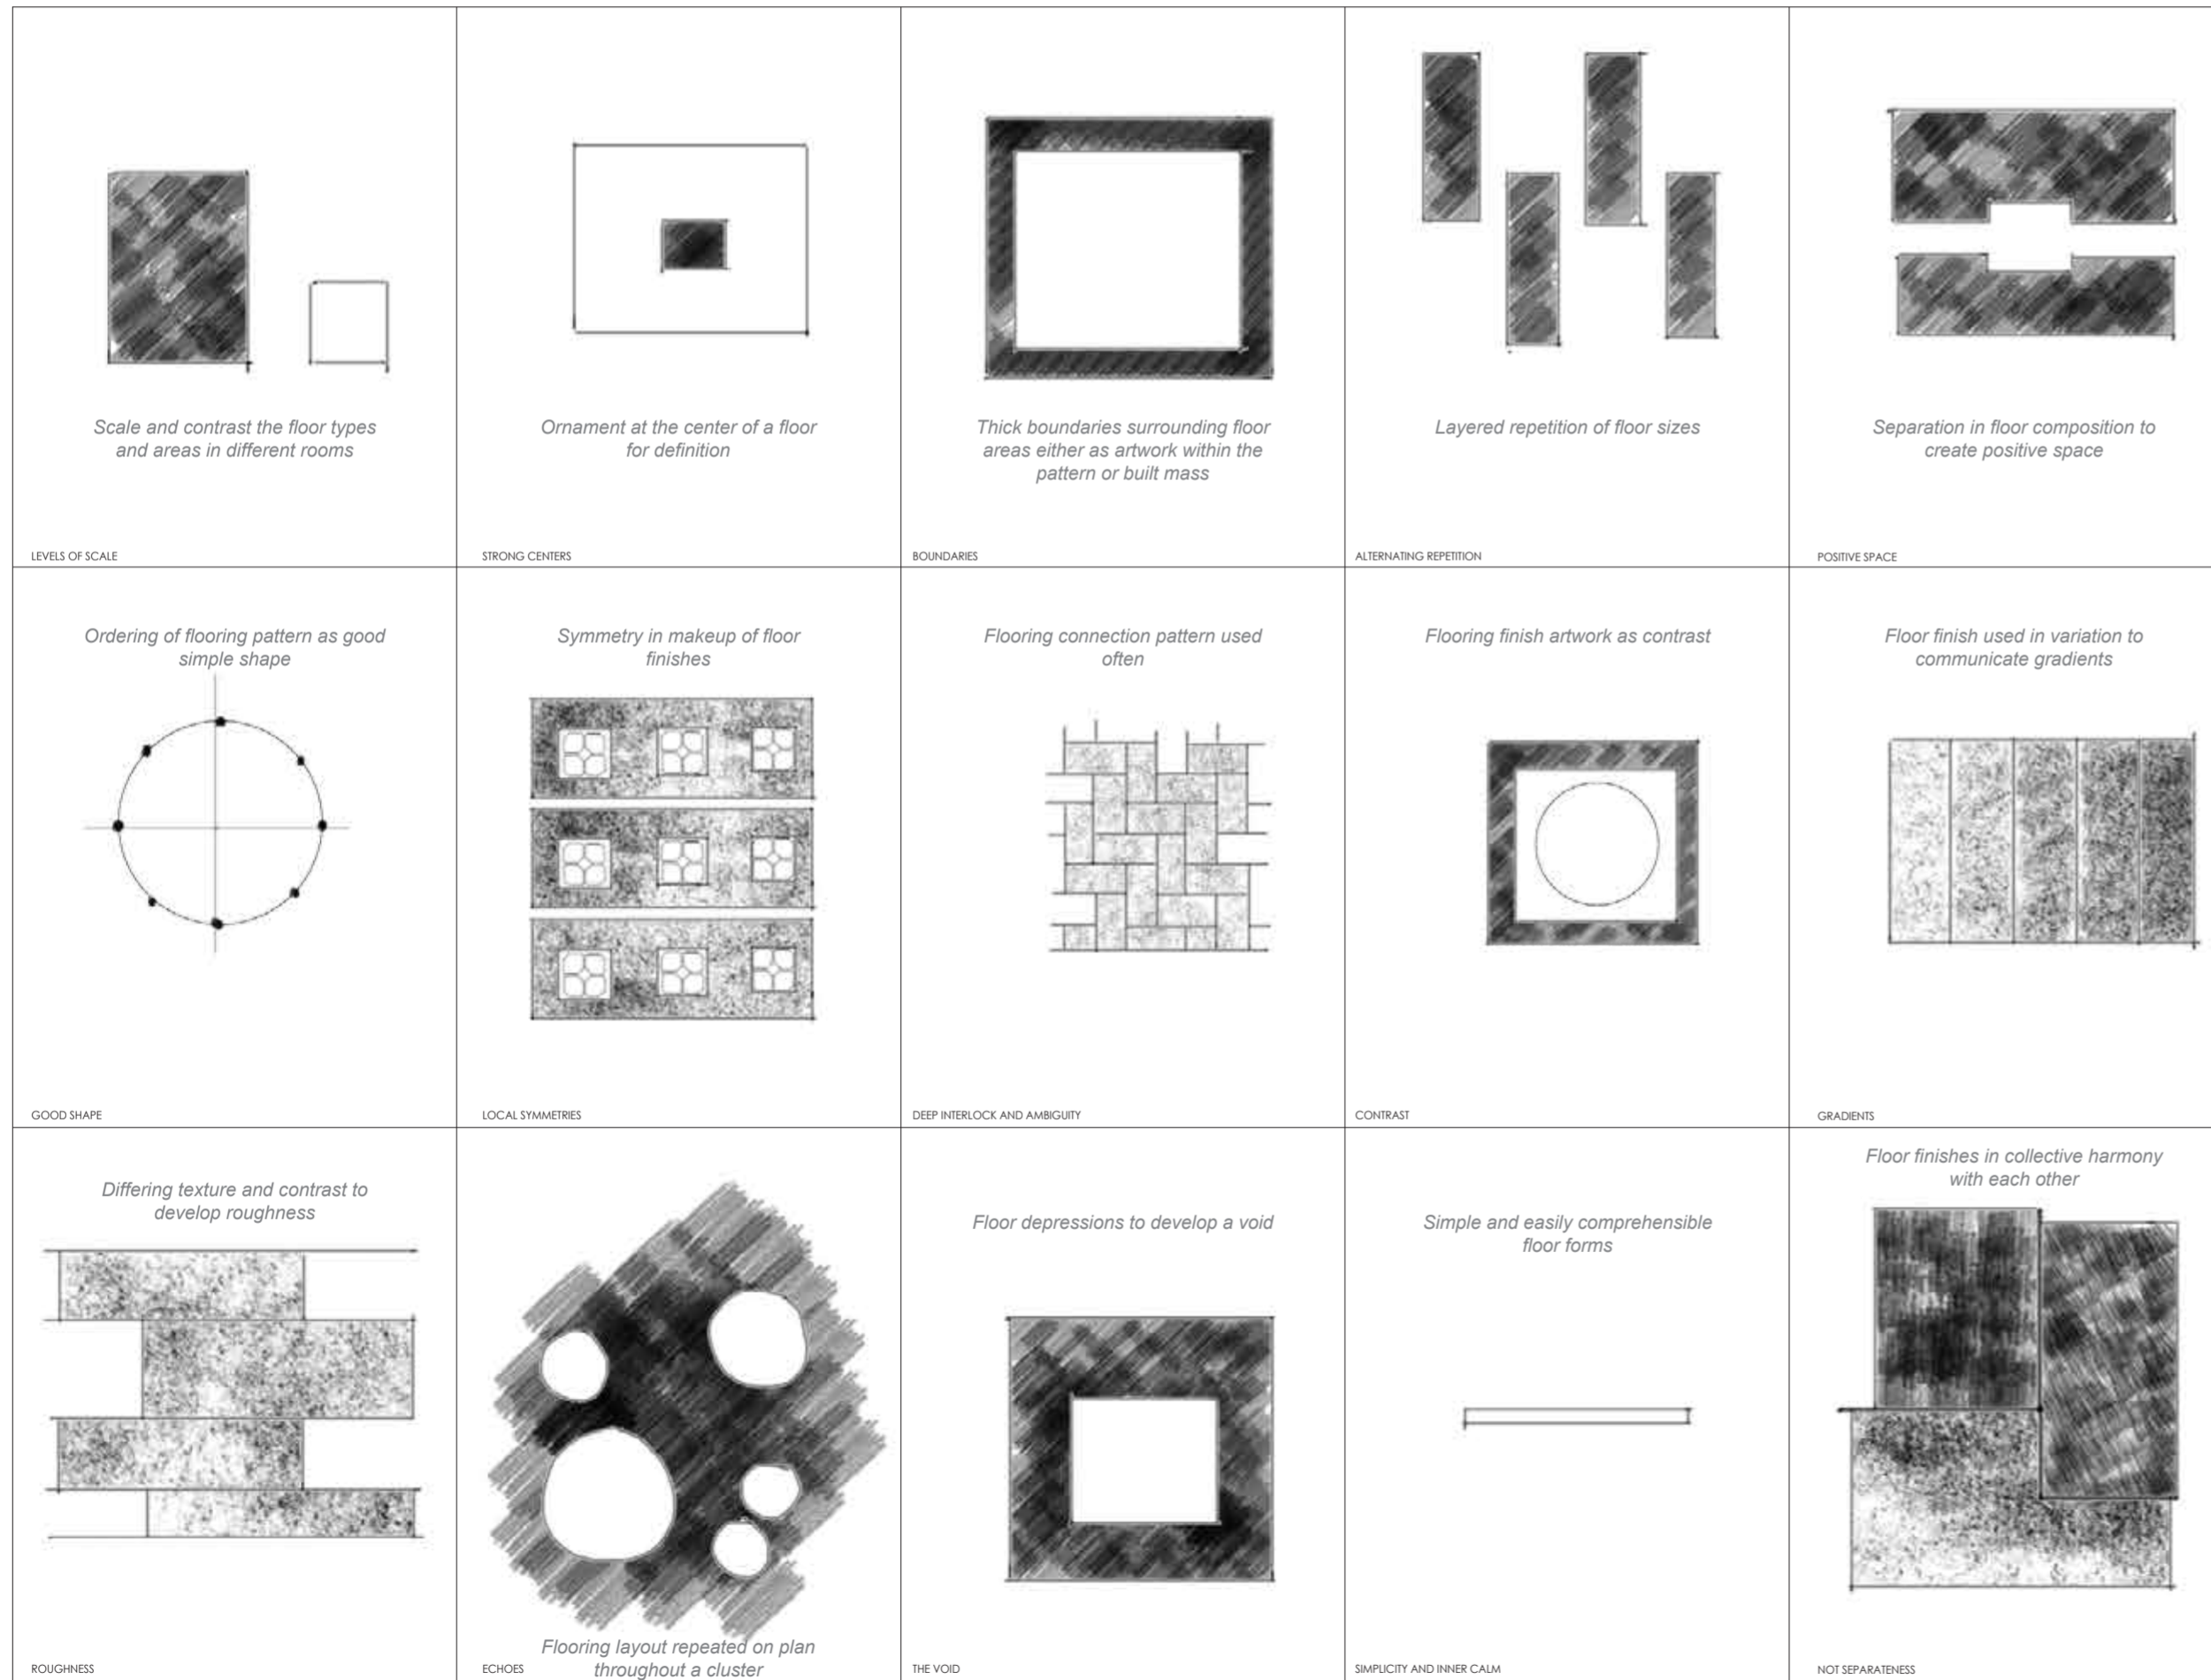 Scale and contrast the floor types
and areas in different rooms
LEVELS OF SCALE
Ornament at the center of a floor
for definition
STRONG CENTERS
Thick boundaries surrounding floor
areas either as artwork within the
pattern or built mass
BOUNDARIES
Layered repetition of floor sizes
ALTERNATING REPETITION
Separation in floor composition to
create positive space
POSITIVE SPACE
Ordering of flooring pattern as good
simple shape
GOOD SHAPE
Symmetry in makeup of floor
finishes
LOCAL SYMMETRIES
Flooring connection pattern used
often
DEEP INTERLOCK AND AMBIGUITY
Flooring finish artwork as contrast
CONTRAST
Floor finish used in variation to
communicate gradients
GRADIENTS
Differing texture and contrast to
develop roughness
ROUGHNESS
Flooring layout repeated on plan
throughout a cluster
ECHOES
Floor depressions to develop a void
THE VOID
Simple and easily comprehensible
floor forms
SIMPLICITY AND INNER CALM
Floor finishes in collective harmony
with each other
NOT SEPARATENESS